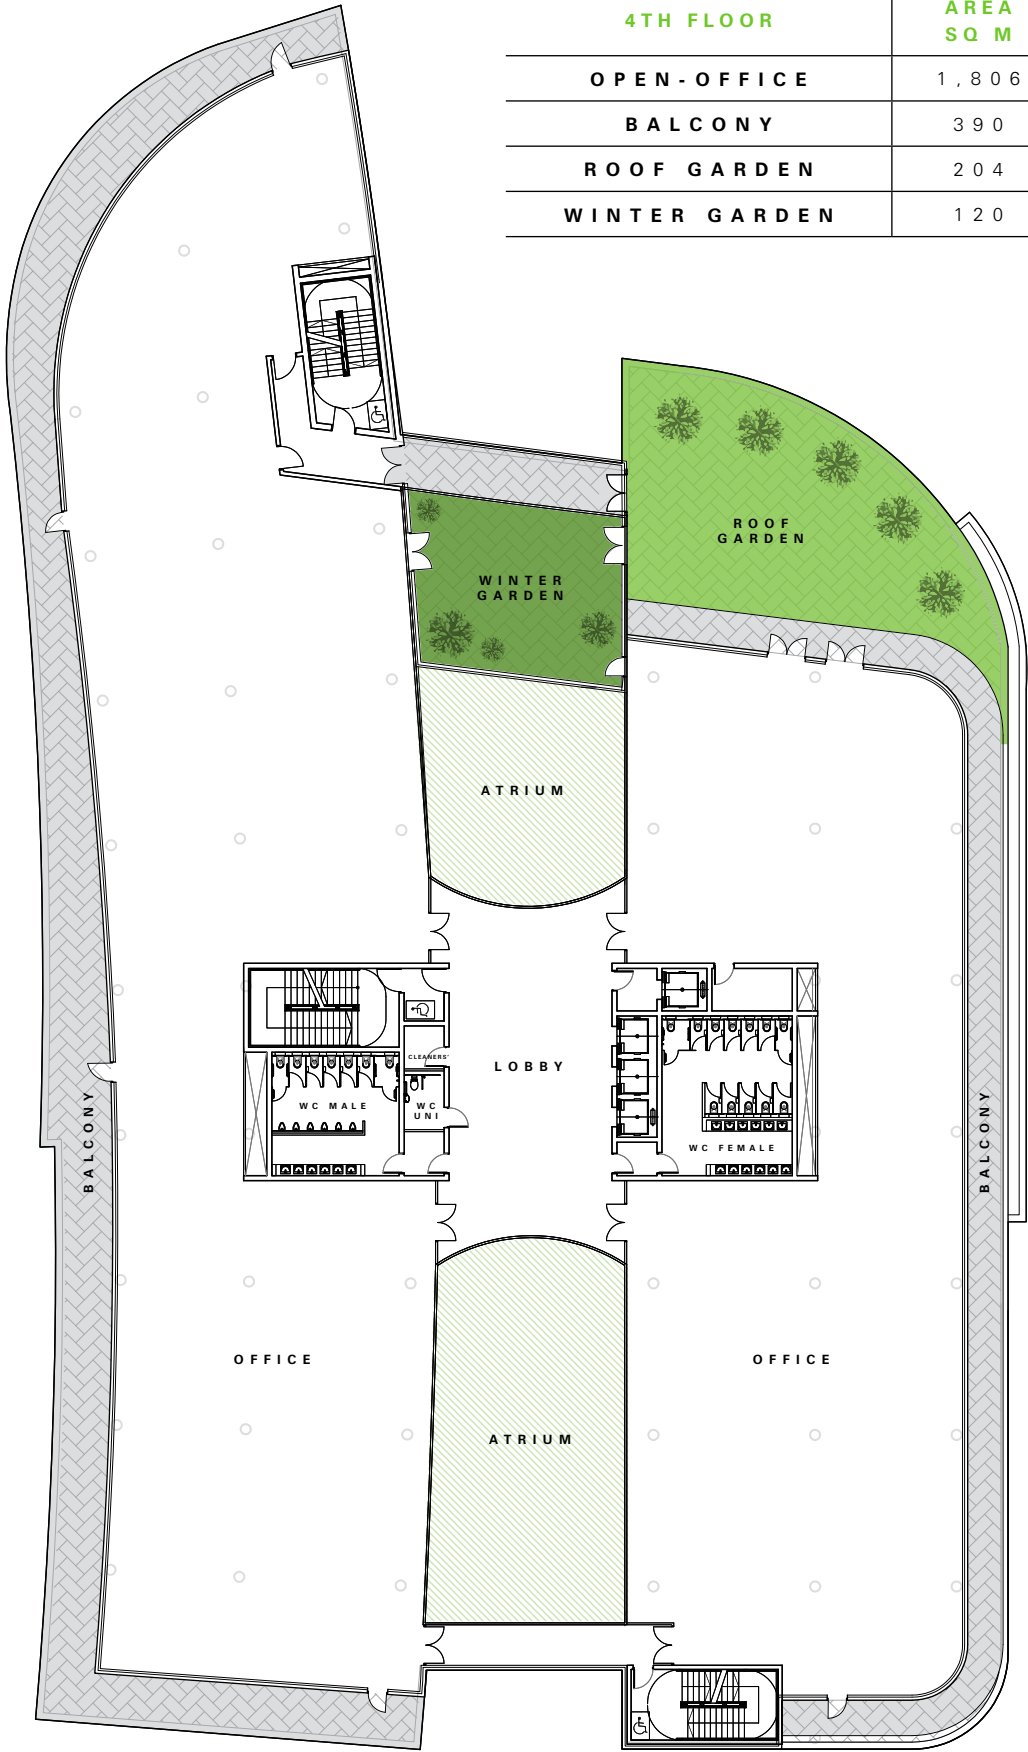 4TH FLOOR
AREA
SQ M
OPEN-OFFICE
1,806
BALCONY
390
ROOF GARDEN
204
WINTER GARDEN
120
ROOF
GARDEN
WINTER
GARDEN
ATRIUM
LOBBY
CLEANERS'
WC MALE
WC
UNI
WC FEMALE
BALCONY
BALCONY
OFFICE
OFFICE
ATRIUM